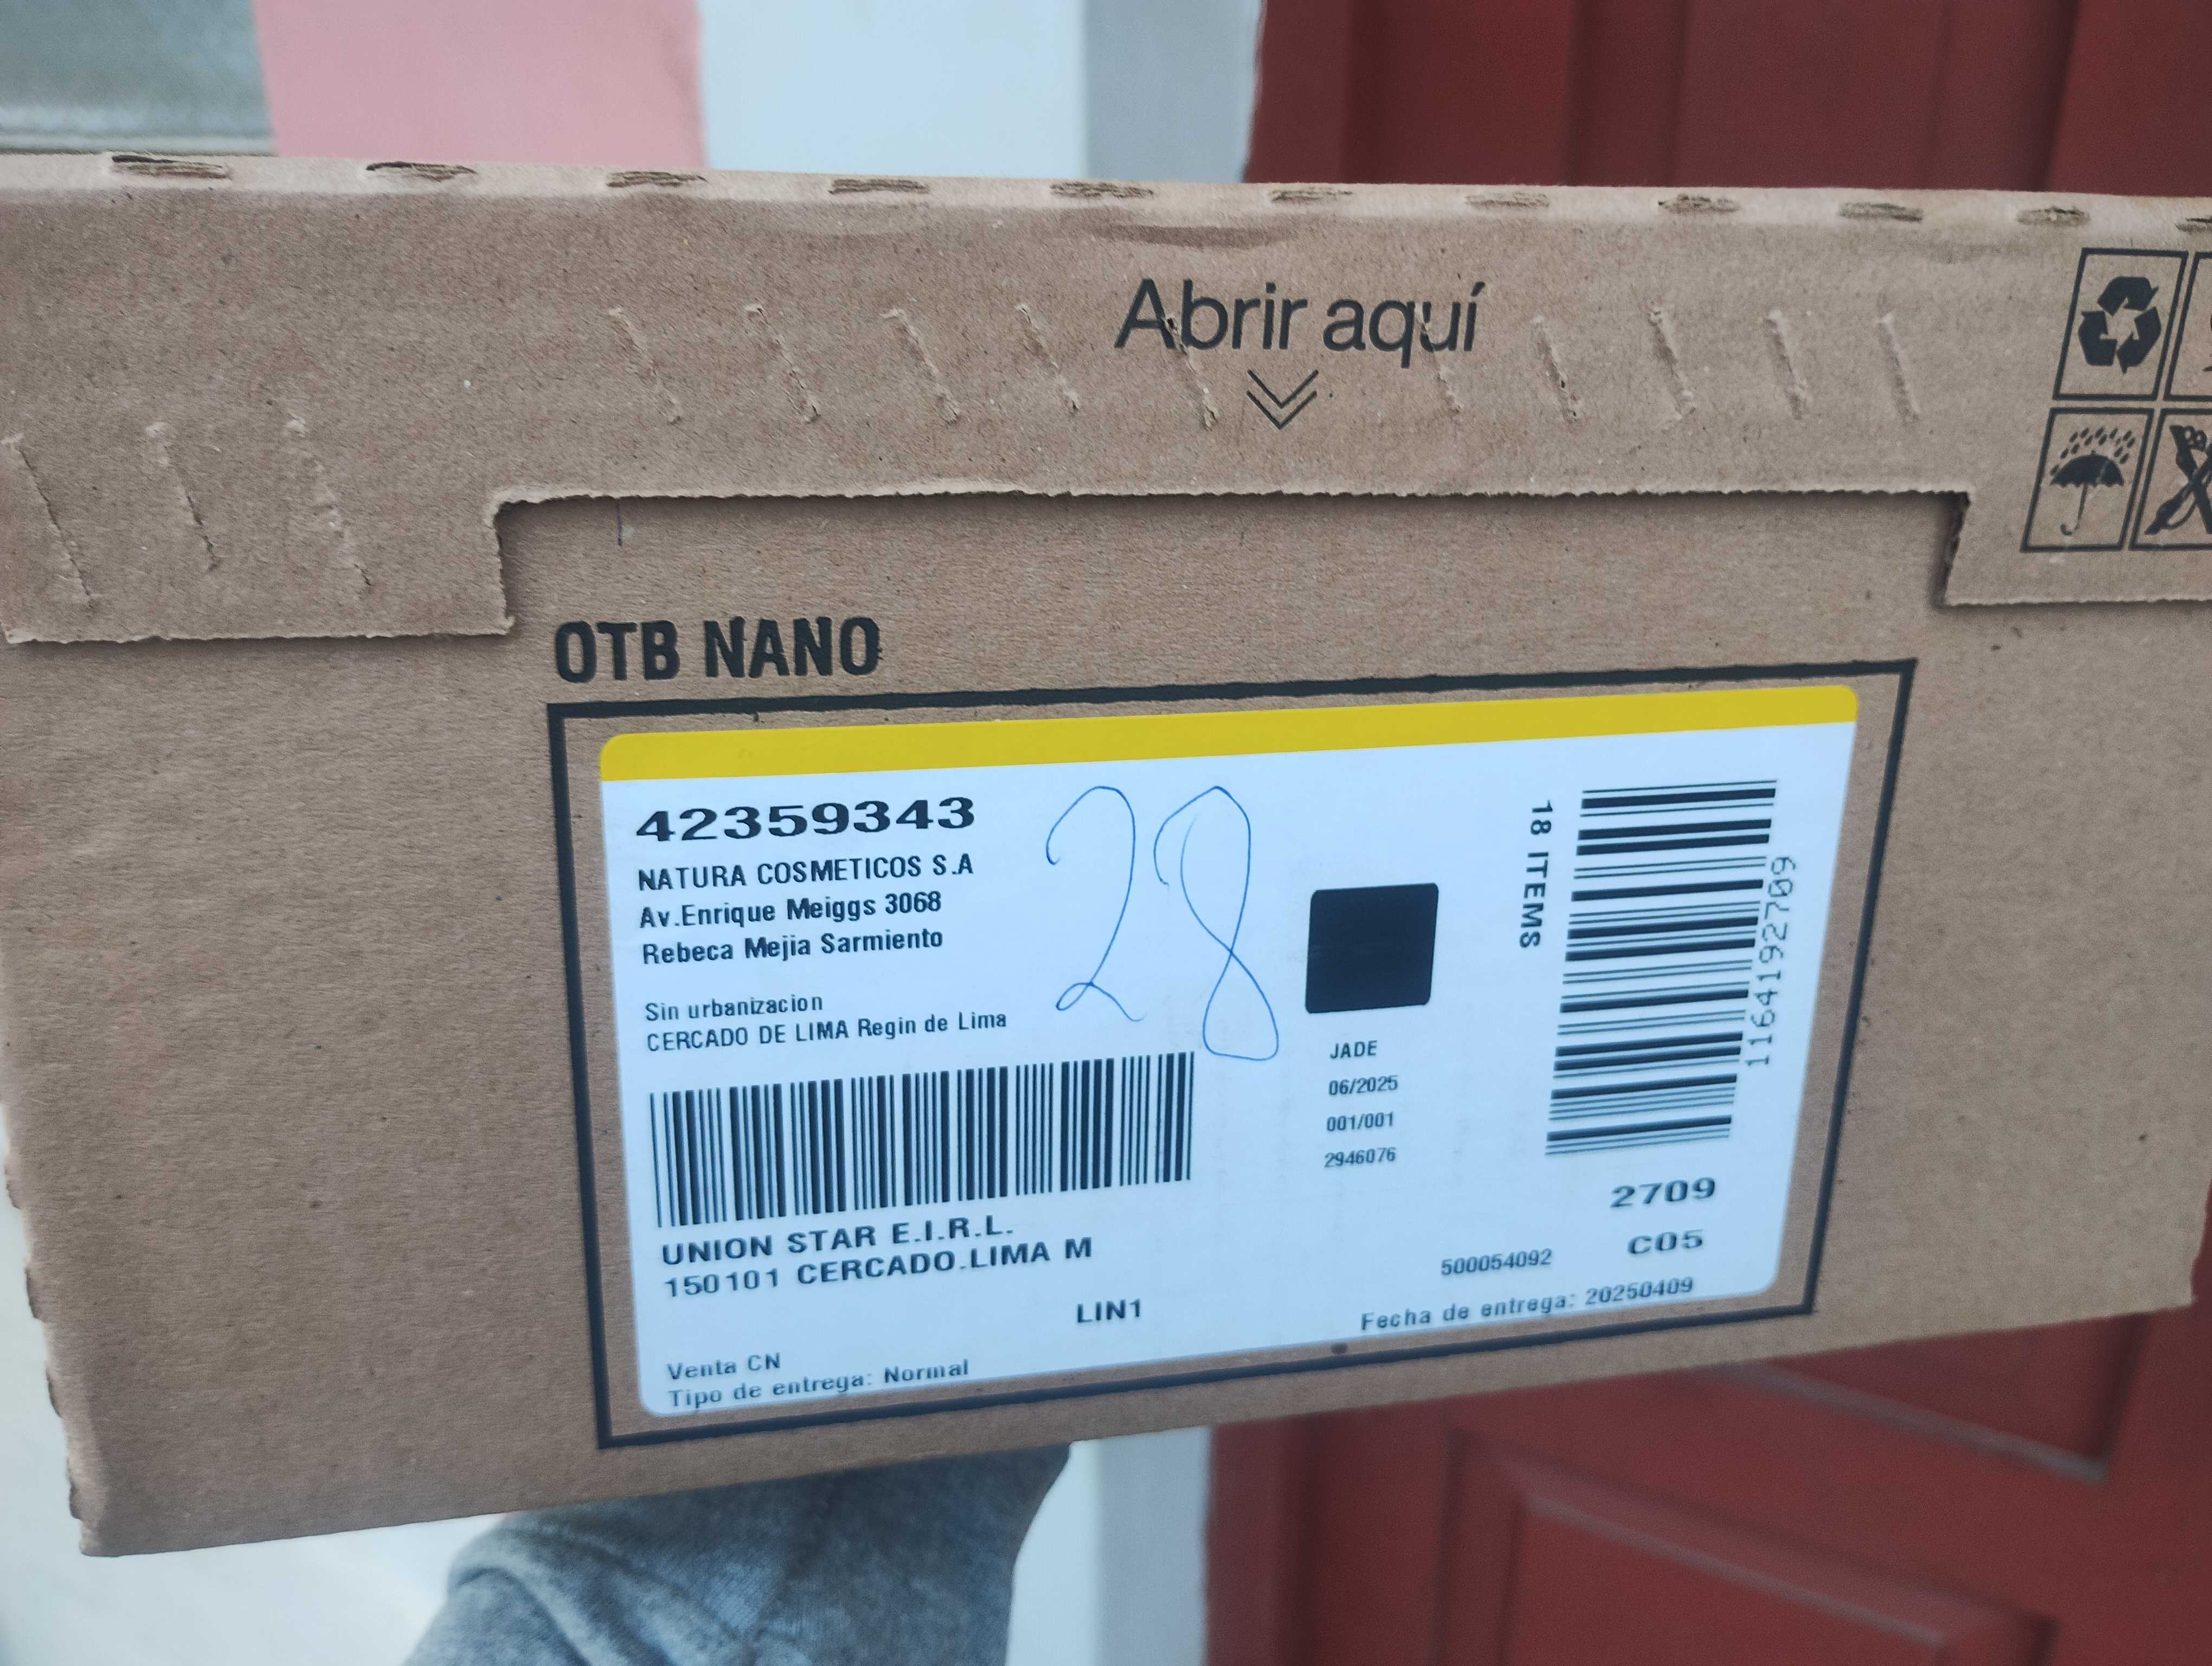 Abrir aquí
OTB NANO
42359343
NATURA COSMETICOS S.A
Av.Enrique Meiggs 3068
Rebeca Mejia Sarmiento
28
Sin urbanizacion
CERCADO DE LIMA Regin de Lima
UNION STAR E.I.R.L.
150101 CERCADO.LIMA M
LIN1
Venta CN
Tipo de entrega: Normal
JADE
06/2025
001/001
2946076
18 ITEMS
1164192709
2709
C05
500054092
Fecha de entrega: 20250409